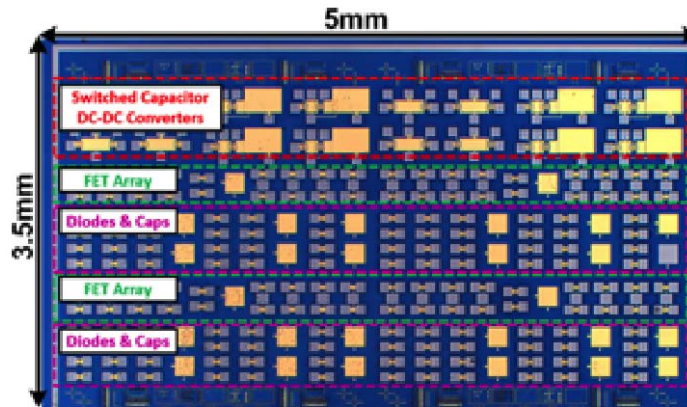 5mm
3.5mm
Switched Capacitor
DC-DC Converters
FET Array
Diodes & Caps
FET Array
Diodes & Caps